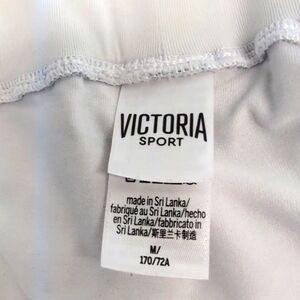 VICTORIA
SPORT
made in Sri Lanka/
fabriqué au Sri Lanka/hecho
en Sri Lanka/fabbricato in
Sri Lanka/斯里兰卡制造
M/
170/72A